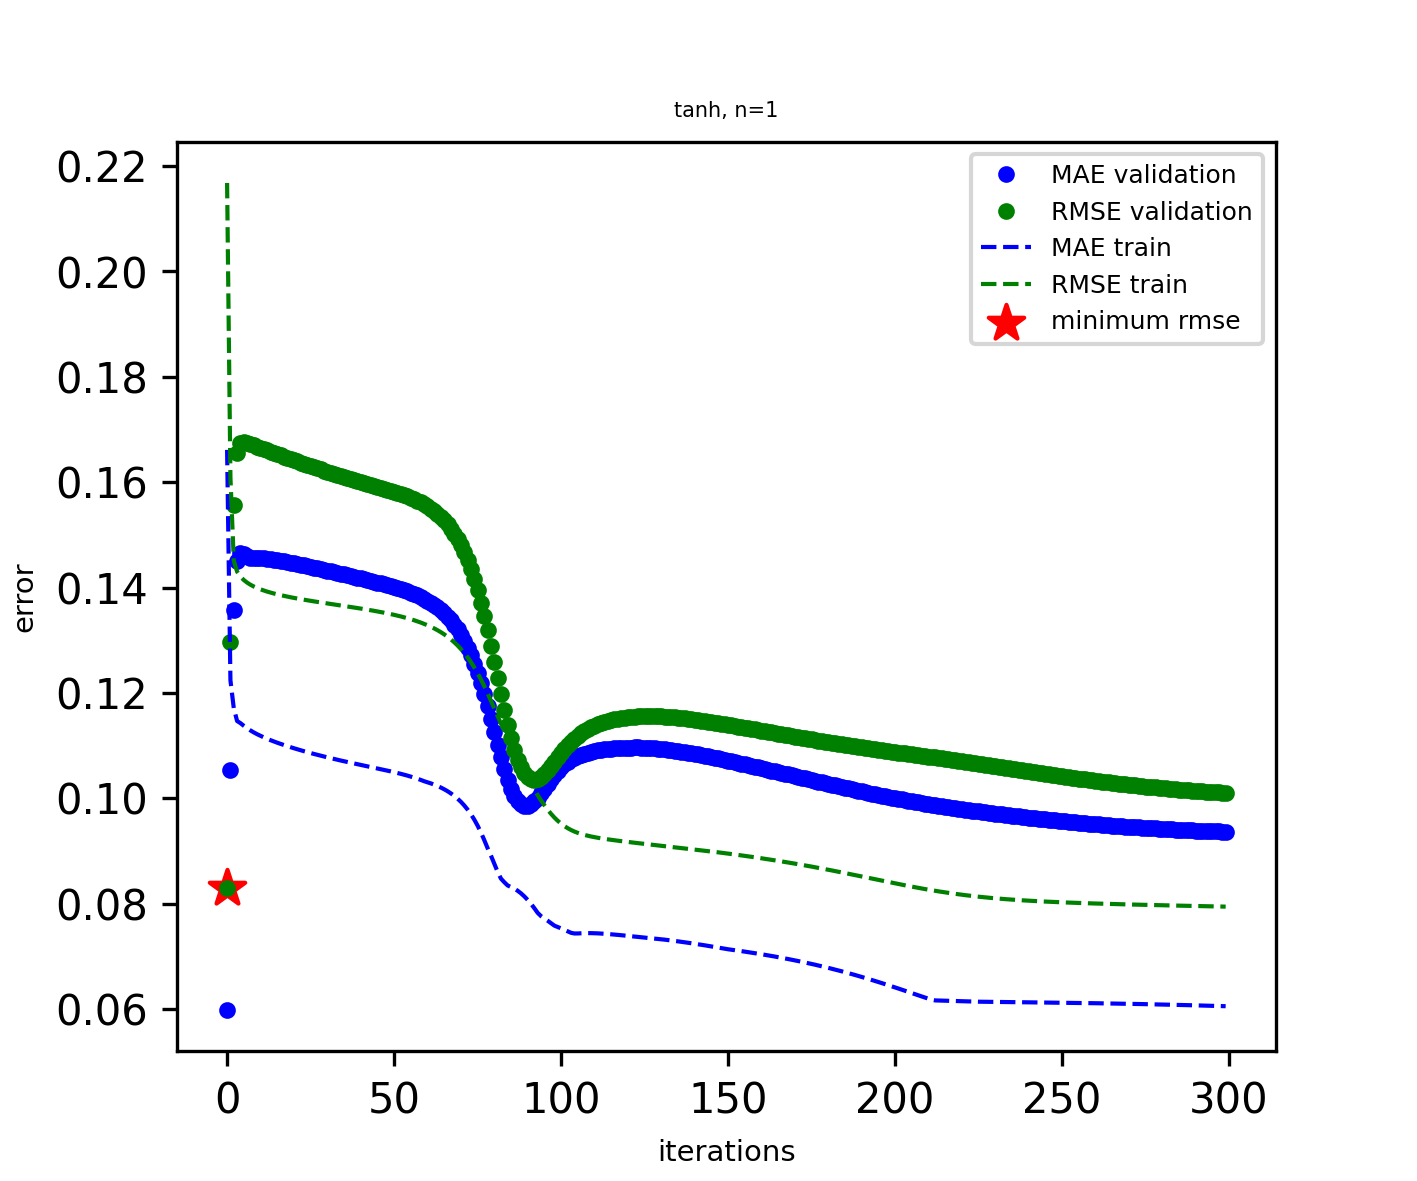 tanh, n=1
0.22
0.20
0.18
0.16
0.14
0.12
0.10
0.08
0.06
error
MAE validation
RMSE validation
MAE train
RMSE train
minimum rmse
0 50 100 150 200 250 300
iterations